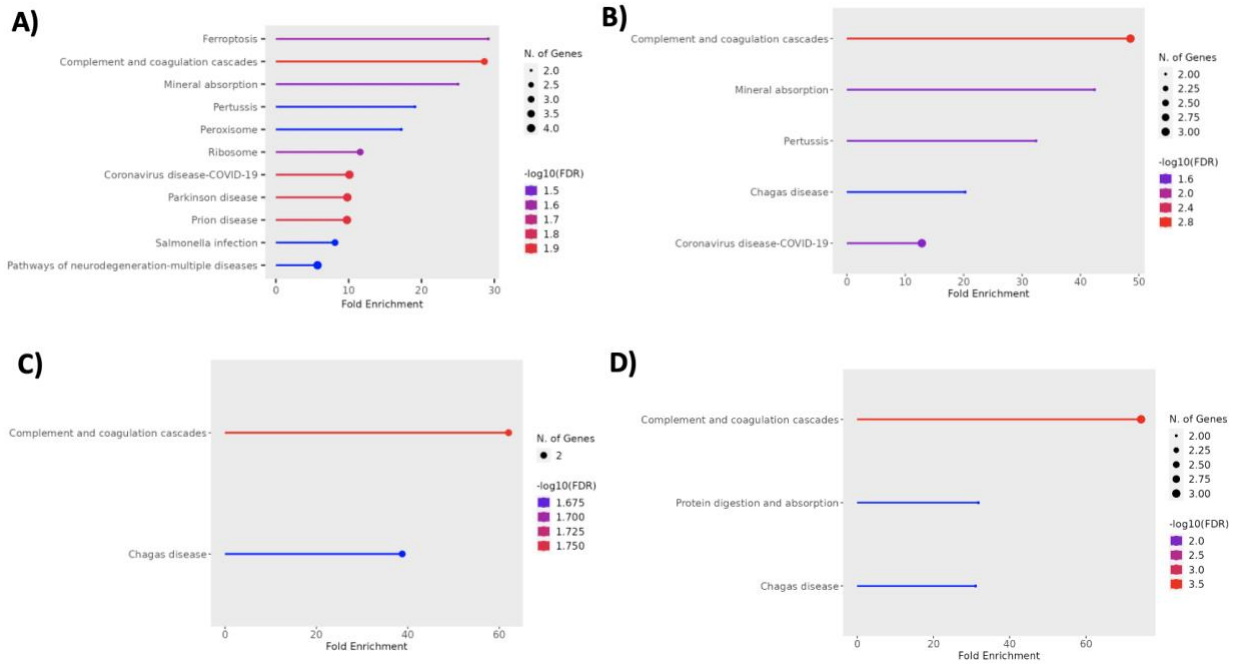 A)
Ferroptosis
Complement and coagulation cascades
Mineral absorption
Pertussis
Peroxisome
Ribosome
Coronavirus disease-COVID-19
Parkinson disease
Prion disease
Salmonella infection
Pathways of neurodegeneration-multiple diseases
0 10 20 30
Fold Enrichment
N. of Genes
2.0
2.5
3.0
3.5
4.0
-log10(FDR)
1.5
1.6
1.7
1.8
1.9
B)
Complement and coagulation cascades
Mineral absorption
Pertussis
Chagas disease
Coronavirus disease-COVID-19
0 10 20 30 40 50
Fold Enrichment
N. of Genes
2.00
2.25
2.50
2.75
3.00
-log10(FDR)
1.6
2.0
2.4
2.8
C)
Complement and coagulation cascades
Chagas disease
0 20 40 60
Fold Enrichment
N. of Genes
2
-log10(FDR)
1.675
1.700
1.725
1.750
D)
Complement and coagulation cascades
Protein digestion and absorption
Chagas disease
0 20 40 60
Fold Enrichment
N. of Genes
2.00
2.25
2.50
2.75
3.00
-log10(FDR)
2.0
2.5
3.0
3.5